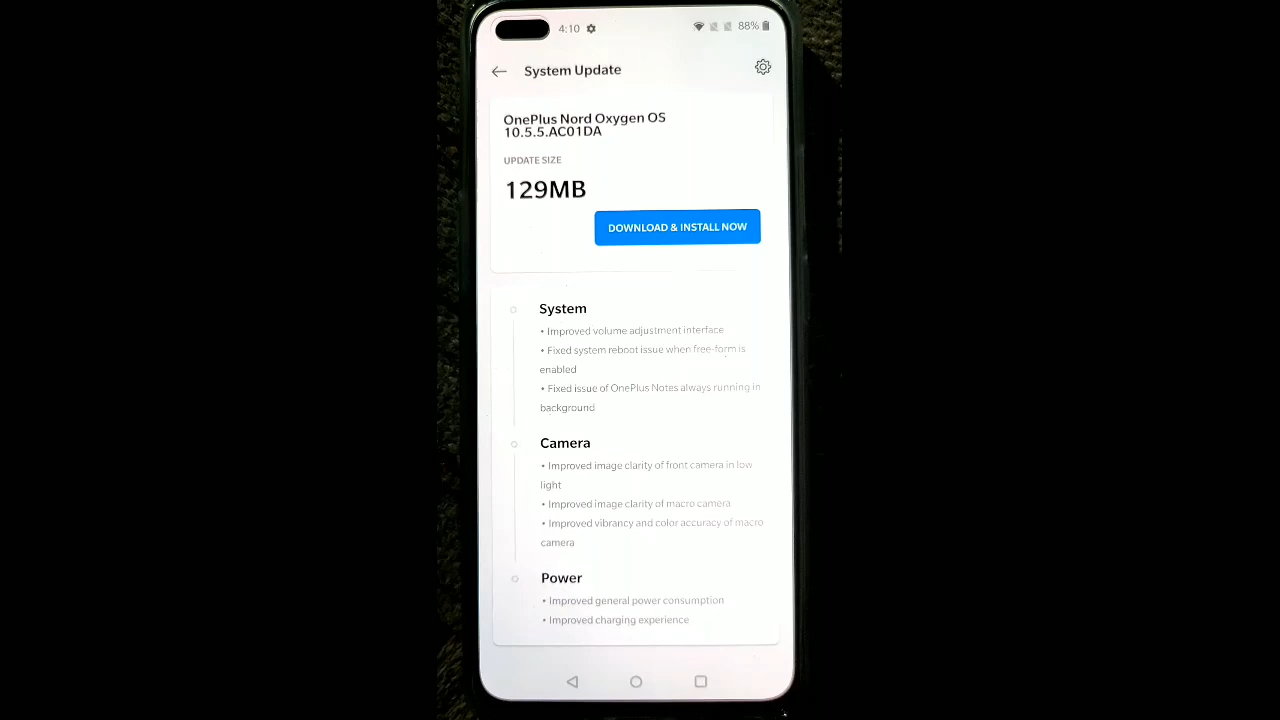 4:10
88%
System Update
OnePlus Nord Oxygen OS
10.5.5.AC01DA
UPDATE SIZE
129MB
DOWNLOAD & INSTALL NOW
System
• Improved volume adjustment interface
• Fixed system reboot issue when free-form is
enabled
• Fixed issue of OnePlus Notes always running in
background
Camera
• Improved image clarity of front camera in low
light
• Improved image clarity of macro camera
• Improved vibrancy and color accuracy of macro
camera
Power
• Improved general power consumption
• Improved charging experience